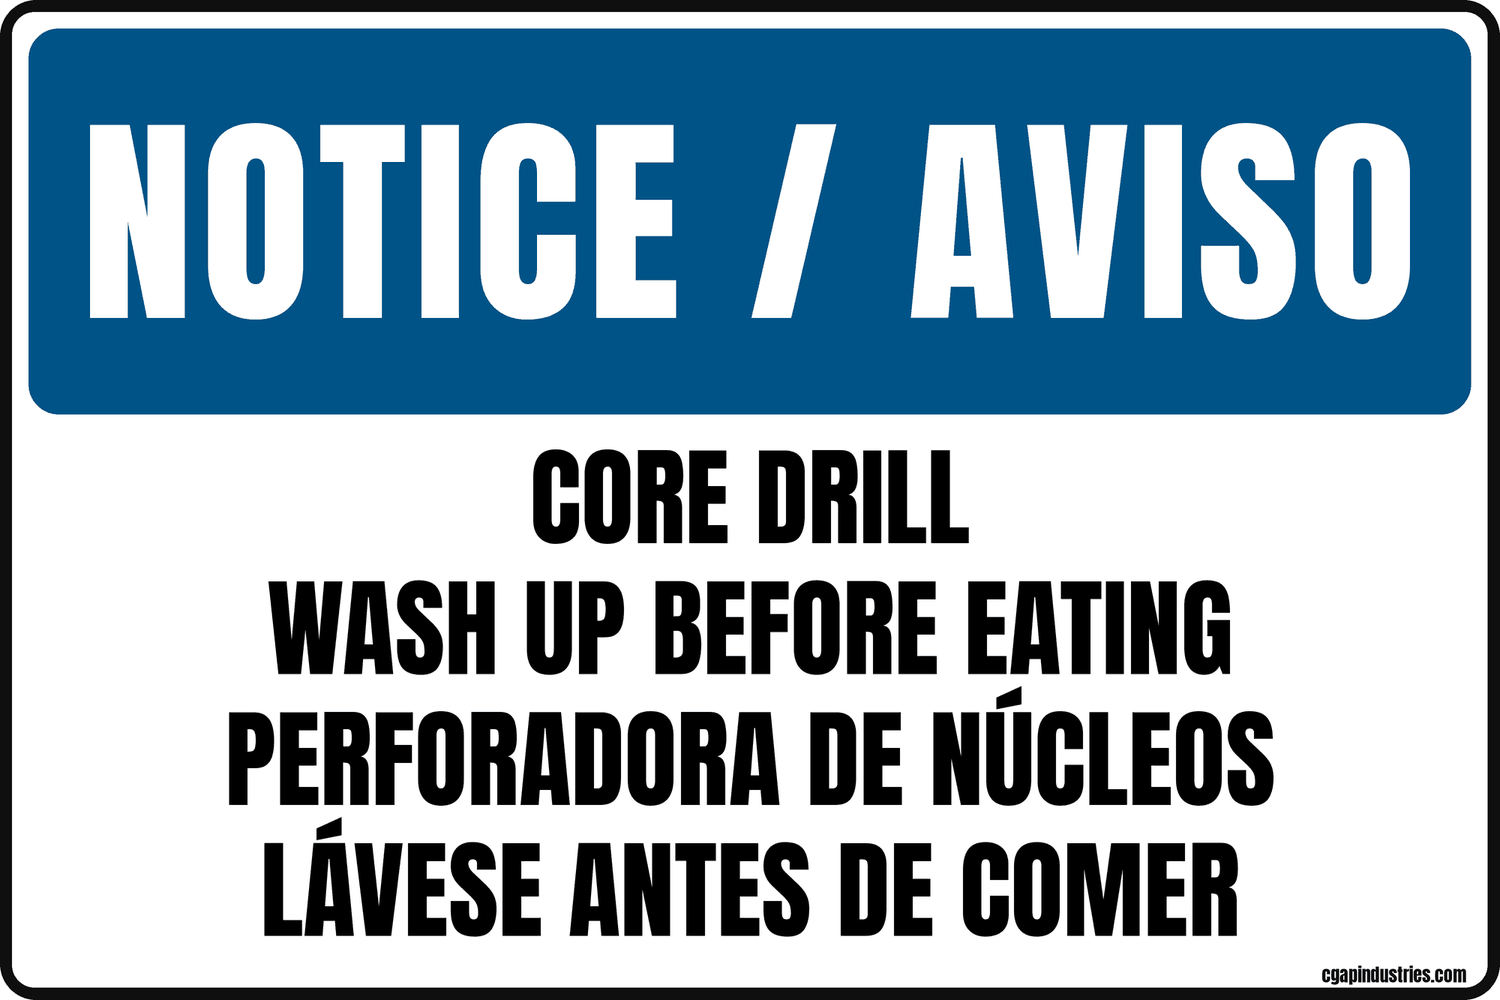 NOTICE / AVISO
CORE DRILL
WASH UP BEFORE EATING
PERFORADORA DE NÚCLEOS
LÁVESE ANTES DE COMER
cgapindustries.com